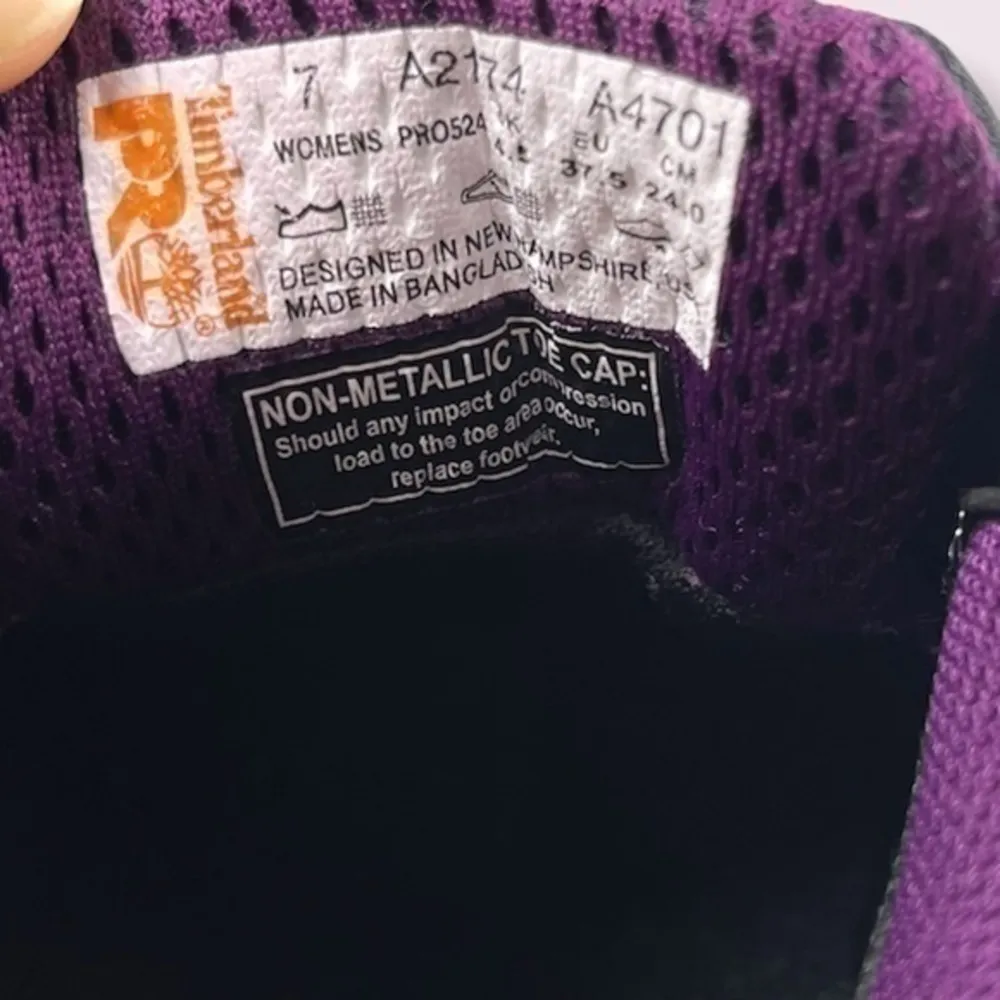 Timberland
PRO
®
7 A2174 A4701
WOMENS PRO524 EU CM
37.5 24.0
DESIGNED IN NEW HAMPSHIRE, US
MADE IN BANGLADESH
NON-METALLIC TOE CAP:
Should any impact or compression
load to the toe area occur,
replace footwear.